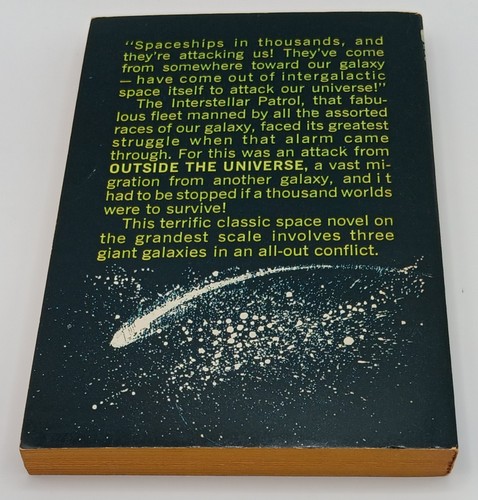 "Spaceships in thousands, and
they're attacking us! They've come
from somewhere toward our galaxy
—have come out of intergalactic
space itself to attack our universe!"
The Interstellar Patrol, that fabu-
lous fleet manned by all the assorted
races of our galaxy, faced its greatest
struggle when that alarm came
through. For this was an attack from
OUTSIDE THE UNIVERSE, a vast mi-
gration from another galaxy, and it
had to be stopped if a thousand worlds
were to survive!
This terrific classic space novel on
the grandest scale involves three
giant galaxies in an all-out conflict.